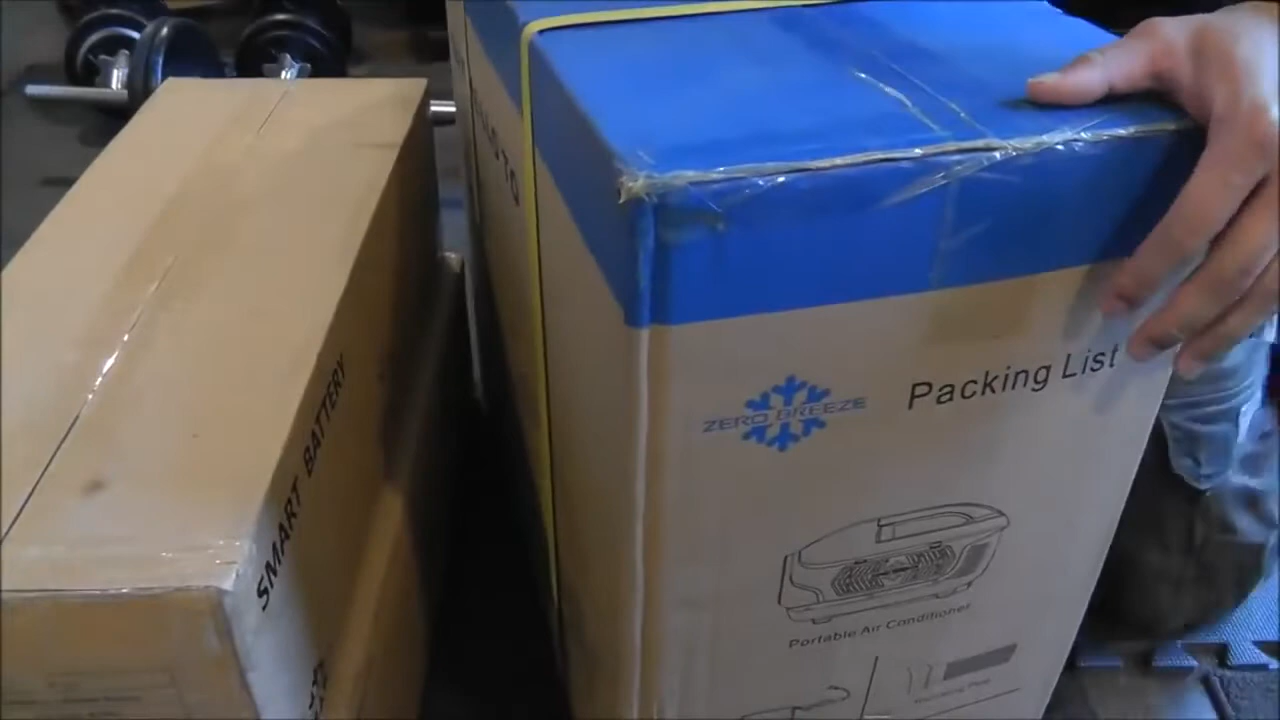 SMART BATTERY
ZERO BREEZE
Packing List
Portable Air Conditioner